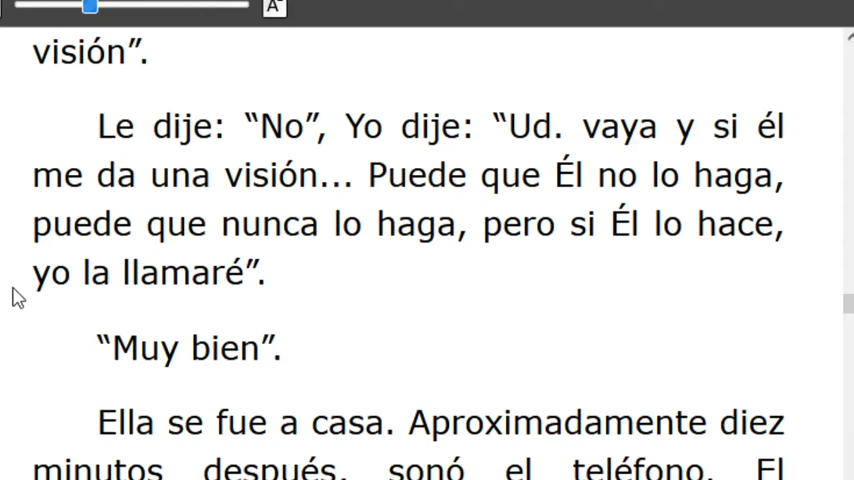 A
visión”.
Le dije: “No”, Yo dije: “Ud. vaya y si él
me da una visión... Puede que Él no lo haga,
puede que nunca lo haga, pero si Él lo hace,
yo la llamaré”.
“Muy bien”.
Ella se fue a casa. Aproximadamente diez
minutos después, sonó el teléfono. El